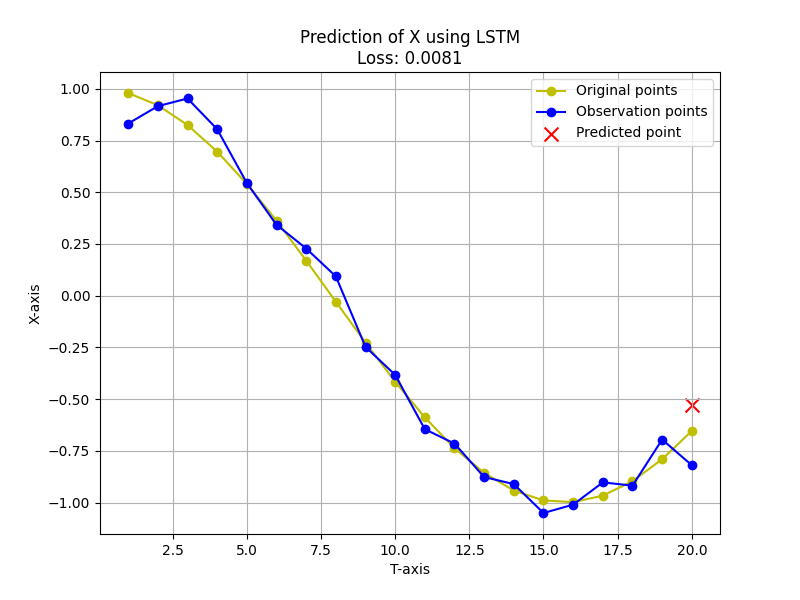 Prediction of X using LSTM
Loss: 0.0081
Original points
Observation points
Predicted point
1.00
0.75
0.50
0.25
0.00
−0.25
−0.50
−0.75
−1.00
X-axis
2.5 5.0 7.5 10.0 12.5 15.0 17.5 20.0
T-axis